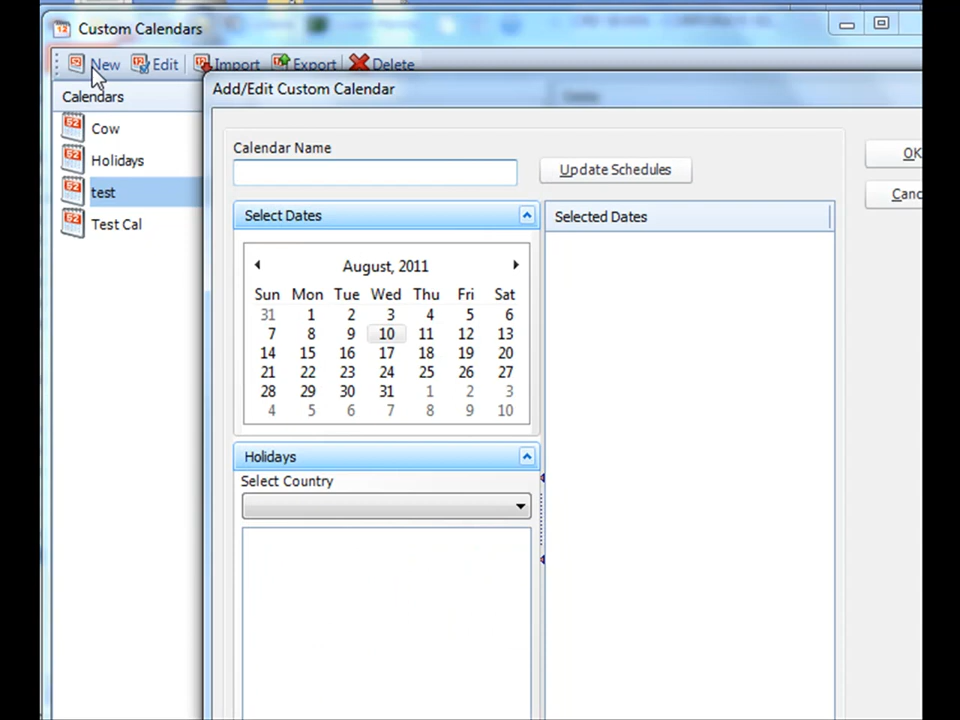 Custom Calendars
New Edit Import Export Delete
Calendars
Cow
Holidays
test
Test Cal
Add/Edit Custom Calendar
Calendar Name
Update Schedules
OK
Canc
Select Dates
Selected Dates
August, 2011
Sun Mon Tue Wed Thu Fri Sat
31 1 2 3 4 5 6
7 8 9 10 11 12 13
14 15 16 17 18 19 20
21 22 23 24 25 26 27
28 29 30 31 1 2 3
4 5 6 7 8 9 10
Holidays
Select Country